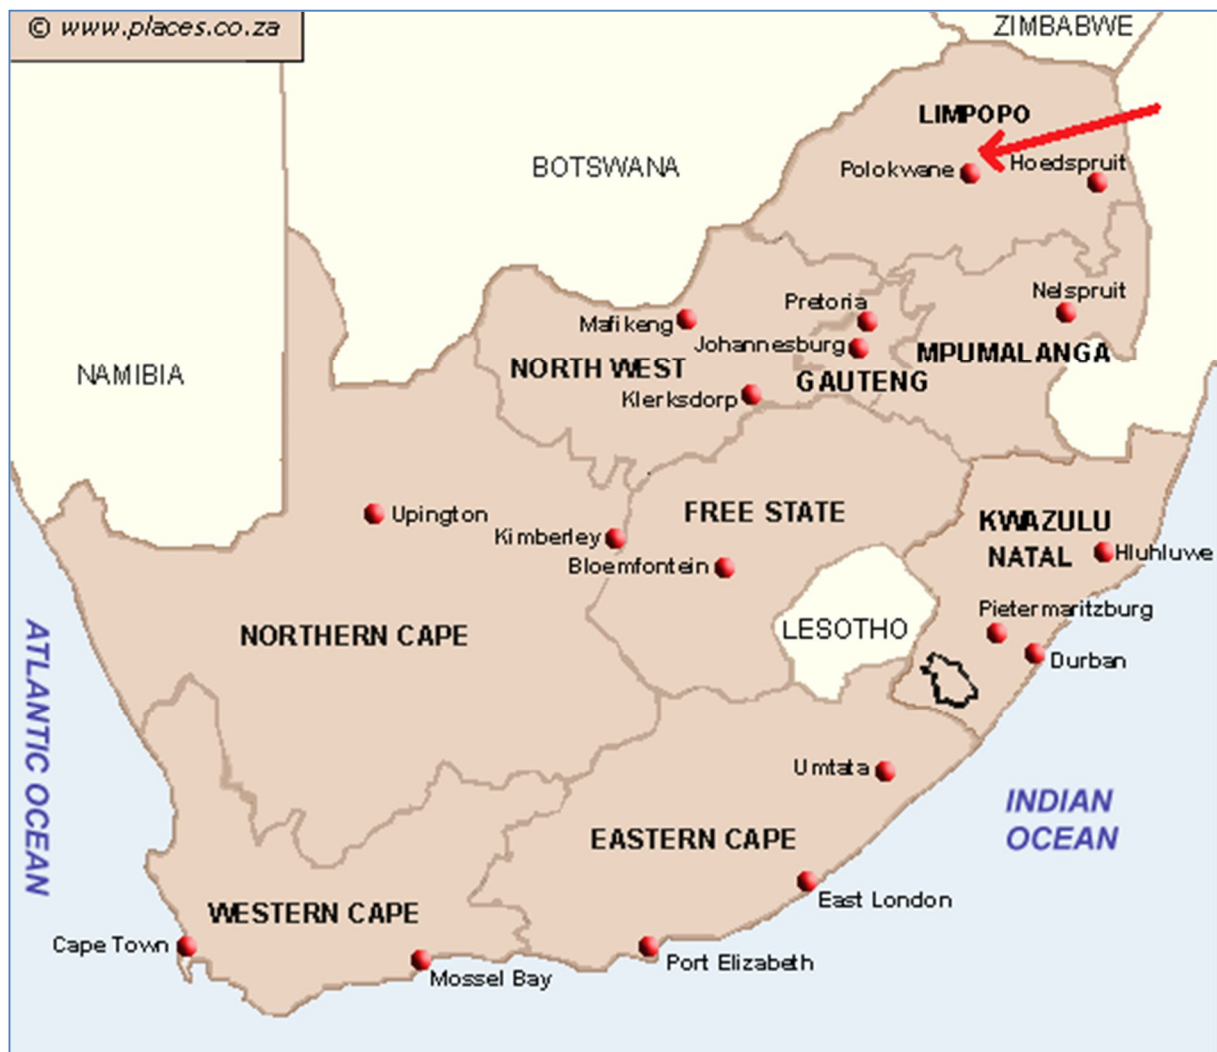 © www.places.co.za
ZIMBABWE
LIMPOPO
BOTSWANA
Polokwane
Hoedspruit
Pretoria
Nelspruit
Mafikeng
Johannesburg
MPUMALANGA
NORTH WEST
NAMIBIA
GAUTENG
Klerksdorp
Upington
FREE STATE
KWAZULU
NATAL
Kimberley
Hluhluwe
Bloemfontein
Pietermaritzburg
LESOTHO
NORTHERN CAPE
Durban
ATLANTIC OCEAN
Umtata
INDIAN
OCEAN
EASTERN CAPE
East London
WESTERN CAPE
Cape Town
Port Elizabeth
Mossel Bay